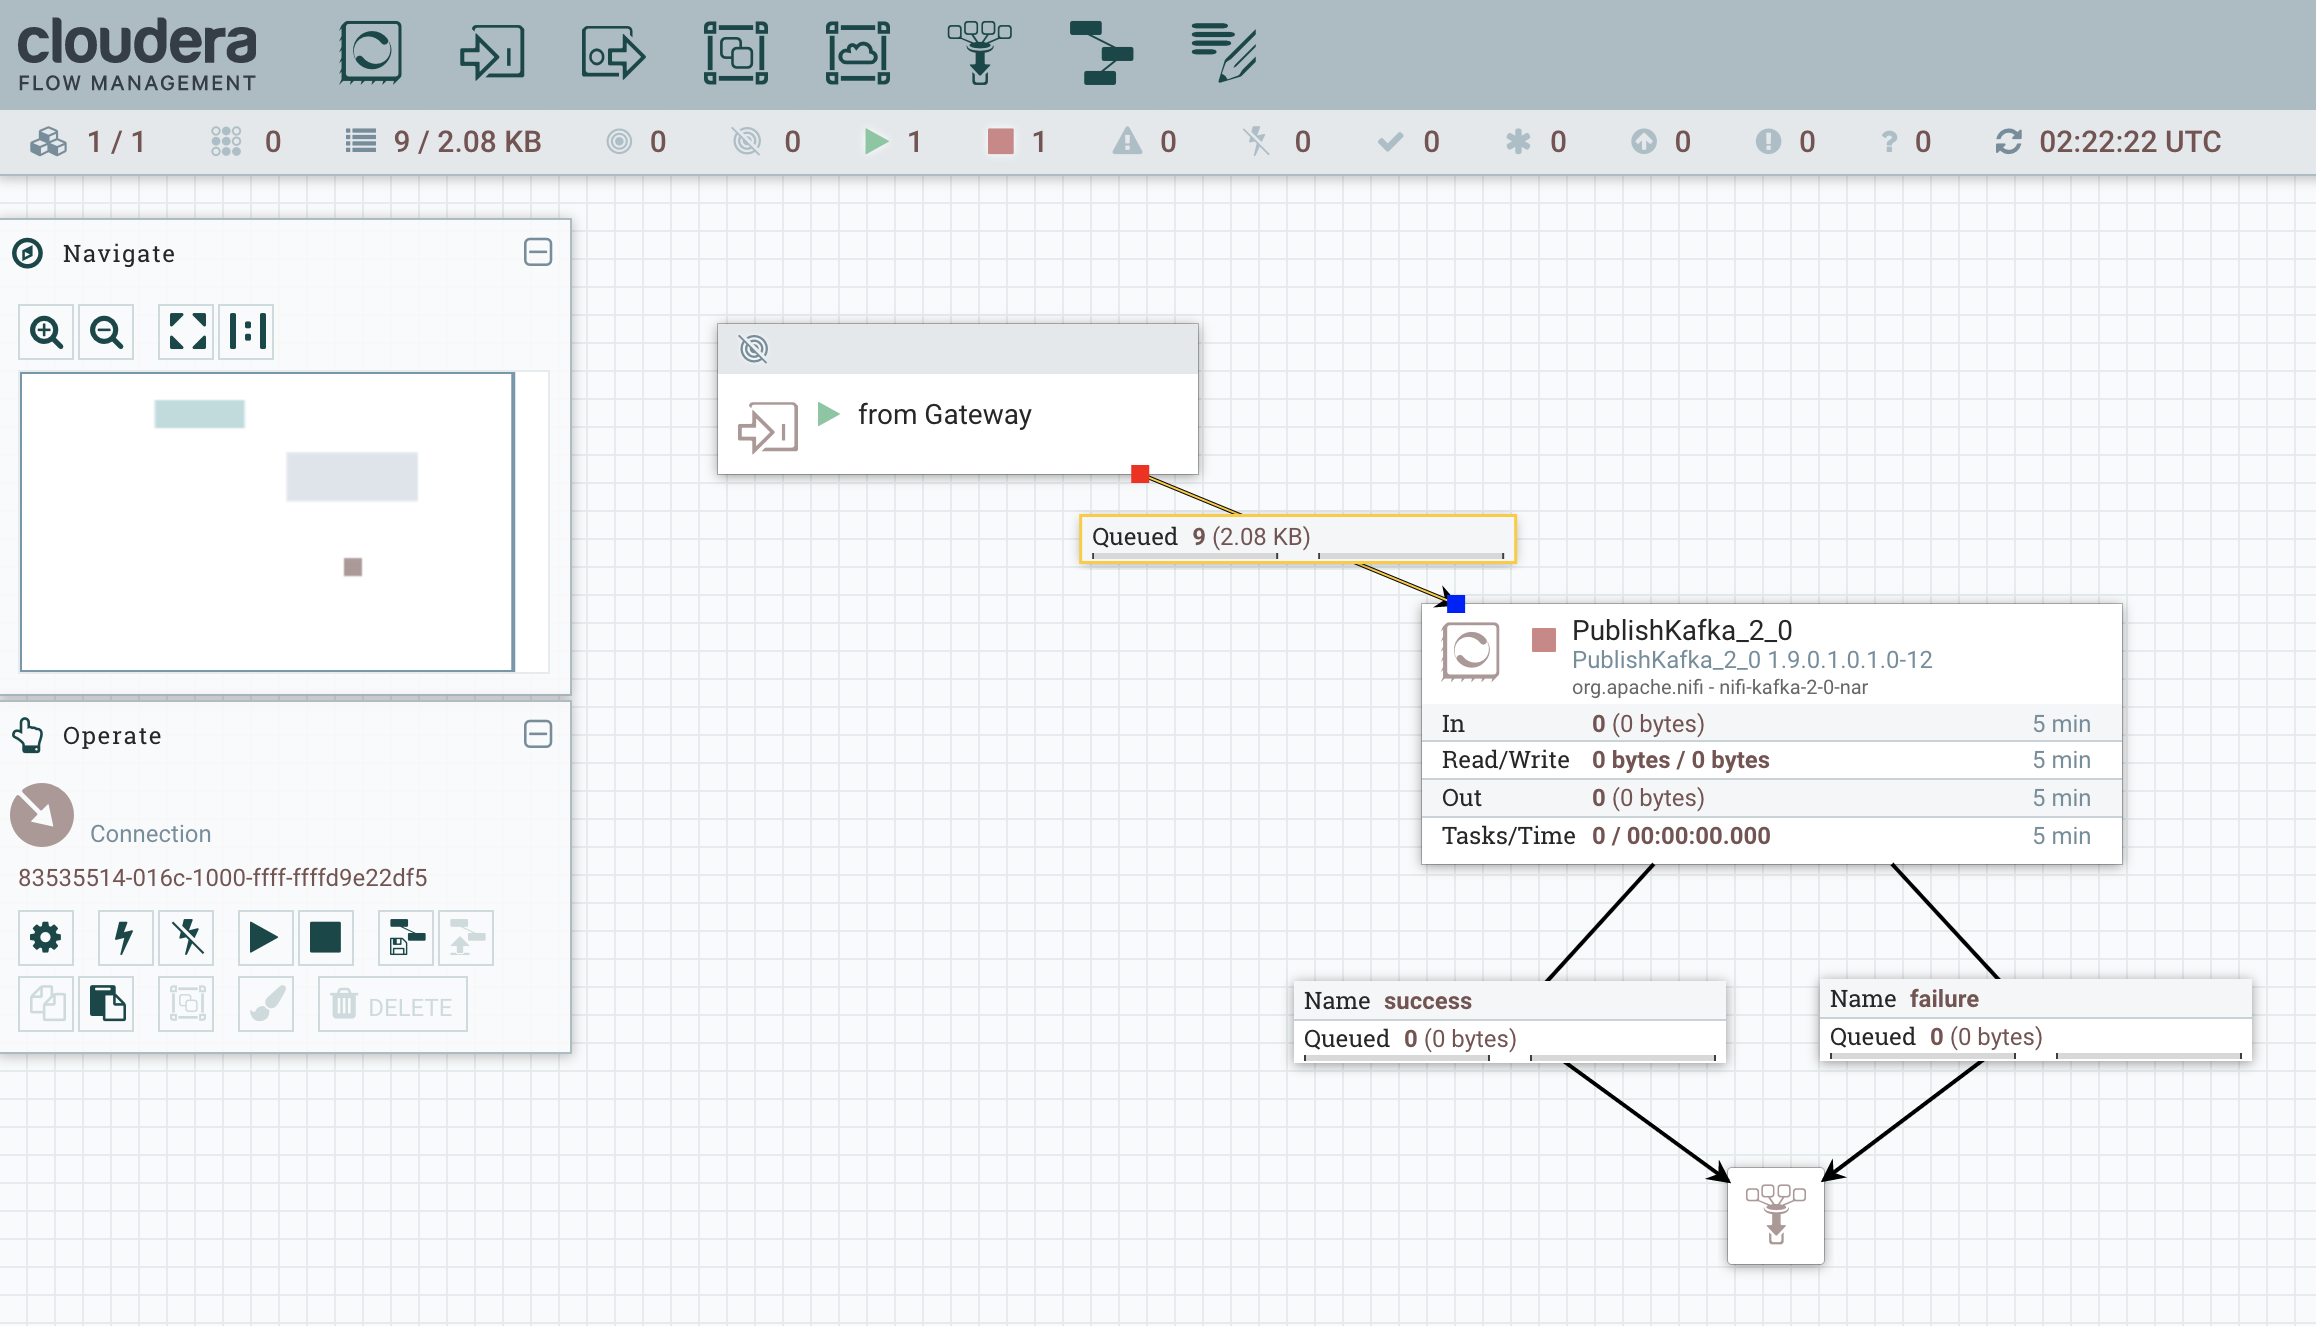 cloudera
FLOW MANAGEMENT
1 / 1
0
9 / 2.08 KB
0
0
1
1
0
0
0
0
0
0
0
02:22:22 UTC
Navigate
from Gateway
Queued 9 (2.08 KB)
PublishKafka_2_0
PublishKafka_2_0 1.9.0.1.0.1.0-12
org.apache.nifi - nifi-kafka-2-0-nar
In 0 (0 bytes) 5 min
Read/Write 0 bytes / 0 bytes 5 min
Out 0 (0 bytes) 5 min
Tasks/Time 0 / 00:00:00.000 5 min
Operate
Connection
83535514-016c-1000-ffff-ffffd9e22df5
DELETE
Name success
Queued 0 (0 bytes)
Name failure
Queued 0 (0 bytes)